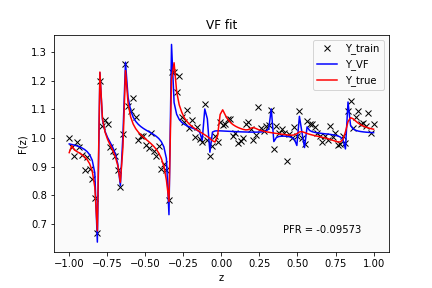 VF fit
1.3
1.2
1.1
1.0
0.9
0.8
0.7
F(z)
Y_train
Y_VF
Y_true
PFR = -0.09573
−1.00 −0.75 −0.50 −0.25 0.00 0.25 0.50 0.75 1.00
z